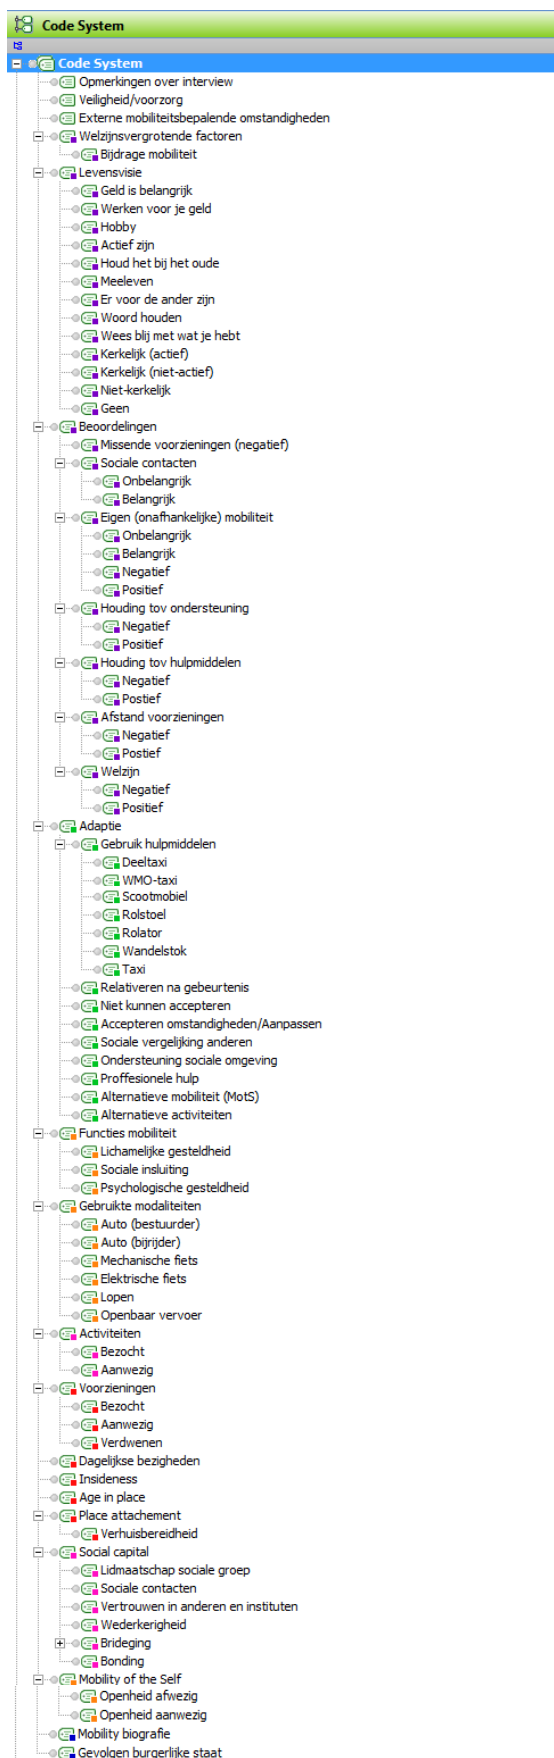 Code System
Code System
Opmerkingen over interview
Veiligheid/voorzorg
Externe mobiliteitsbepalende omstandigheden
Welzijnsvergrotende factoren
Bijdrage mobiliteit
Levensvisie
Geld is belangrijk
Werken voor je geld
Hobby
Actief zijn
Houd het bij het oude
Meeleven
Er voor de ander zijn
Woord houden
Wees blij met wat je hebt
Kerkelijk (actief)
Kerkelijk (niet-actief)
Niet-kerkelijk
Geen
Beoordelingen
Missende voorzieningen (negatief)
Sociale contacten
Onbelangrijk
Belangrijk
Eigen (onafhankelijke) mobiliteit
Onbelangrijk
Belangrijk
Negatief
Positief
Houding tov ondersteuning
Negatief
Positief
Houding tov hulpmiddelen
Negatief
Postief
Afstand voorzieningen
Negatief
Postief
Welzijn
Negatief
Positief
Adaptie
Gebruik hulpmiddelen
Deeltaxi
WMO-taxi
Scootmobiel
Rolstoel
Rolator
Wandelstok
Taxi
Relativeren na gebeurtenis
Niet kunnen accepteren
Accepteren omstandigheden/Aanpassen
Sociale vergelijking anderen
Ondersteuning sociale omgeving
Proffesionele hulp
Alternatieve mobiliteit (MotS)
Alternatieve activiteiten
Functies mobiliteit
Lichamelijke gesteldheid
Sociale insluiting
Psychologische gesteldheid
Gebruikte modaliteiten
Auto (bestuurder)
Auto (bijrijder)
Mechanische fiets
Elektrische fiets
Lopen
Openbaar vervoer
Activiteiten
Bezocht
Aanwezig
Voorzieningen
Bezocht
Aanwezig
Verdwenen
Dagelijkse bezigheden
Insideness
Age in place
Place attachement
Verhuisbereidheid
Social capital
Lidmaatschap sociale groep
Sociale contacten
Vertrouwen in anderen en instituten
Wederkerigheid
Brideging
Bonding
Mobility of the Self
Openheid afwezig
Openheid aanwezig
Mobility biografie
Gevolgen burgerlijke staat